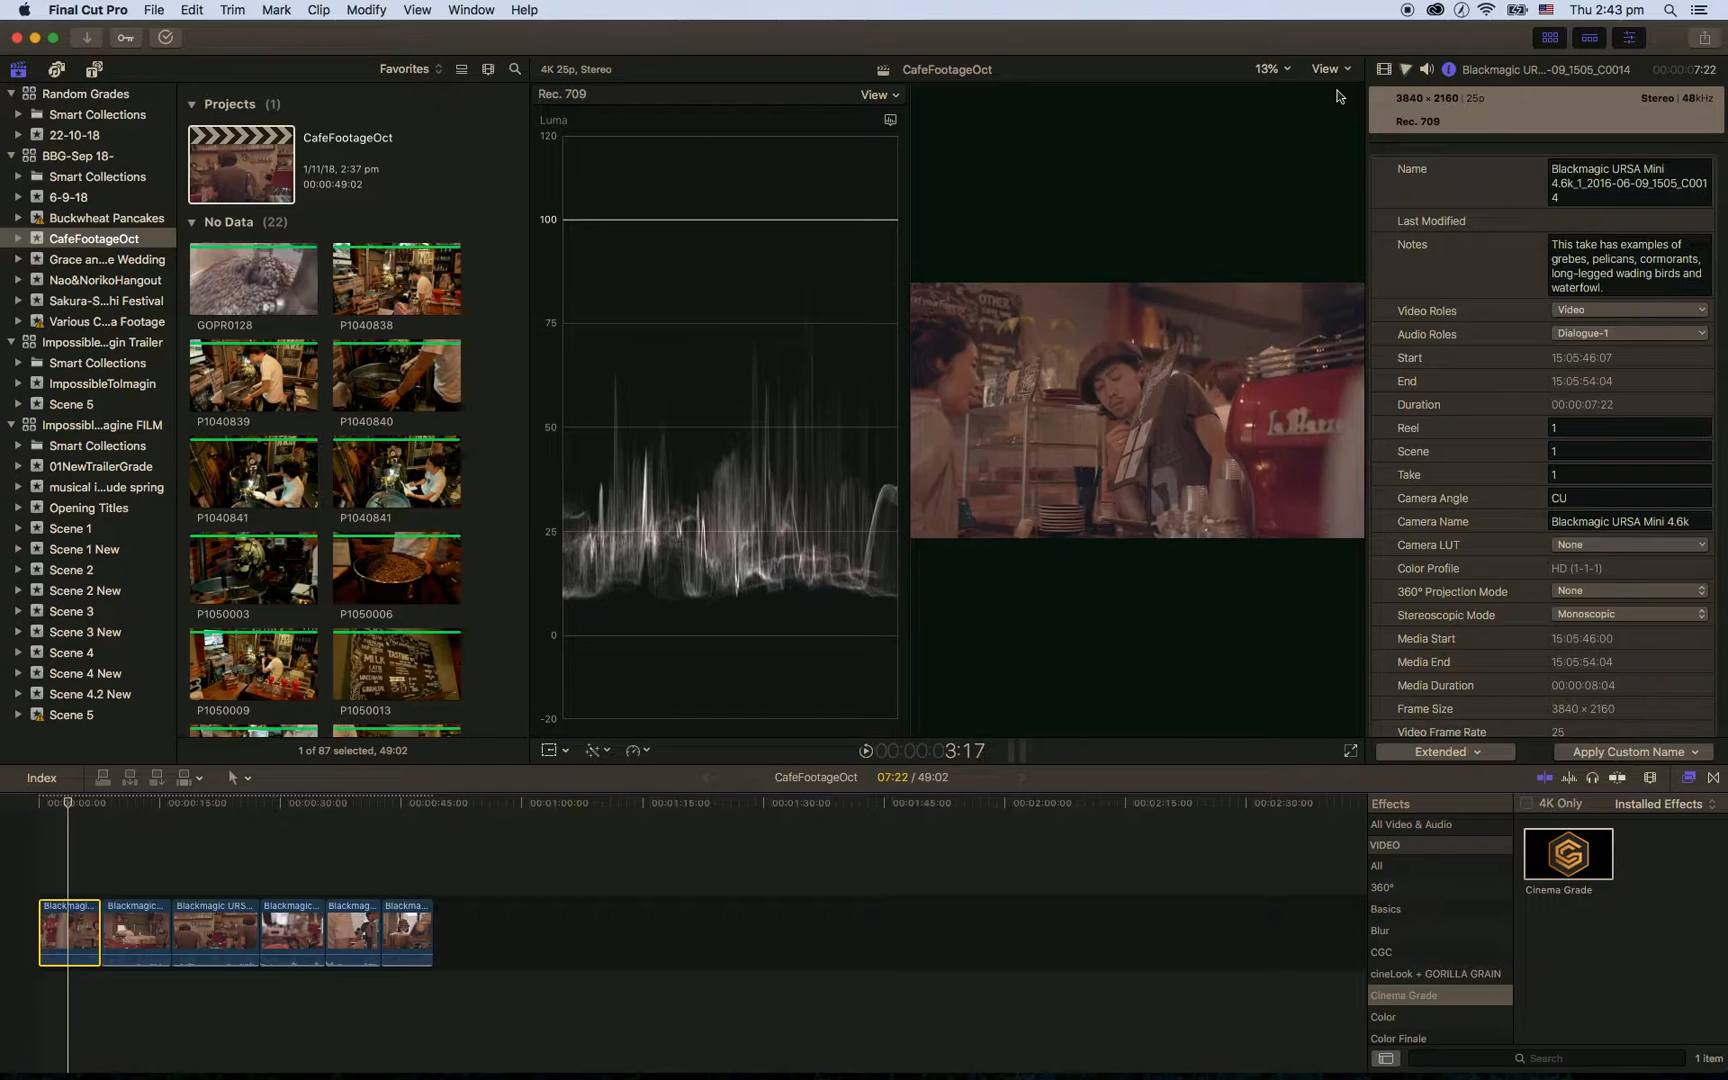 Final Cut Pro File Edit Trim Mark Clip Modify View Window Help Thu 2:43 pm
Favorites 4K 25p, Stereo CafeFootageOct 13% View Blackmagic UR...-09_1505_C0014 00:00:07:22
Random Grades
Smart Collections
22-10-18
BBG-Sep 18-
Smart Collections
6-9-18
Buckwheat Pancakes
CafeFootageOct
Grace an...e Wedding
Nao&NorikoHangout
Sakura-S...hi Festival
Various C...a Footage
Impossible...gin Trailer
Smart Collections
ImpossibleToImagin
Scene 5
Impossibl...agine FILM
Smart Collections
01NewTrailerGrade
musical i...ude spring
Opening Titles
Scene 1
Scene 1 New
Scene 2
Scene 2 New
Scene 3
Scene 3 New
Scene 4
Scene 4 New
Scene 4.2 New
Scene 5
Projects (1)
CafeFootageOct
1/11/18, 2:37 pm
00:00:49:02
No Data (22)
GOPR0128 P1040838
P1040839 P1040840
P1040841 P1040841
P1050003 P1050006
P1050009 P1050013
1 of 87 selected, 49:02
Rec. 709 View
Luma
120
100
75
50
25
0
-20
OTHER
00:00:00:03:17
3840 × 2160 | 25p Stereo | 48kHz
Rec. 709
Name Blackmagic URSA Mini
4.6k_1_2016-06-09_1505_C001
4
Last Modified
Notes This take has examples of
grebes, pelicans, cormorants,
long-legged wading birds and
waterfowl.
Video Roles Video
Audio Roles Dialogue-1
Start 15:05:46:07
End 15:05:54:04
Duration 00:00:07:22
Reel 1
Scene 1
Take 1
Camera Angle CU
Camera Name Blackmagic URSA Mini 4.6k
Camera LUT None
Color Profile HD (1-1-1)
360° Projection Mode None
Stereoscopic Mode Monoscopic
Media Start 15:05:46:00
Media End 15:05:54:04
Media Duration 00:00:08:04
Frame Size 3840 × 2160
Video Frame Rate 25
Extended Apply Custom Name
Index CafeFootageOct 07:22 / 49:02
00:00:00:00 00:00:15:00 00:00:30:00 00:00:45:00 00:01:00:00 00:01:15:00 00:01:30:00 00:01:45:00 00:02:00:00 00:02:15:00 00:02:30:00
Blackmagi... Blackmagic... Blackmagic URS... Blackmagic... Blackmag... Blackma...
Effects 4K Only Installed Effects
All Video & Audio
VIDEO
All
360°
Basics
Blur
CGC
cineLook + GORILLA GRAIN
Cinema Grade
Color
Color Finale
Cinema Grade
Search 1 item